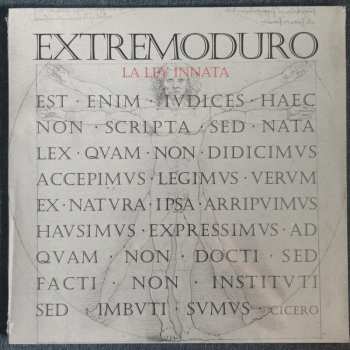 EXTREMODURO
LA LEY INNATA
EST · ENIM · IVDICES · HAEC
NON · SCRIPTA · SED · NATA
LEX · QVAM · NON · DIDICIMVS
ACCEPIMVS · LEGIMVS · VERVM
EX · NATVRA · IPSA · ARRIPVIMVS
HAVSIMVS · EXPRESSIMVS · AD
QVAM · NON · DOCTI · SED
FACTI · NON · INSTITVTI
SED · IMBVTI · SVMVS · CICERO